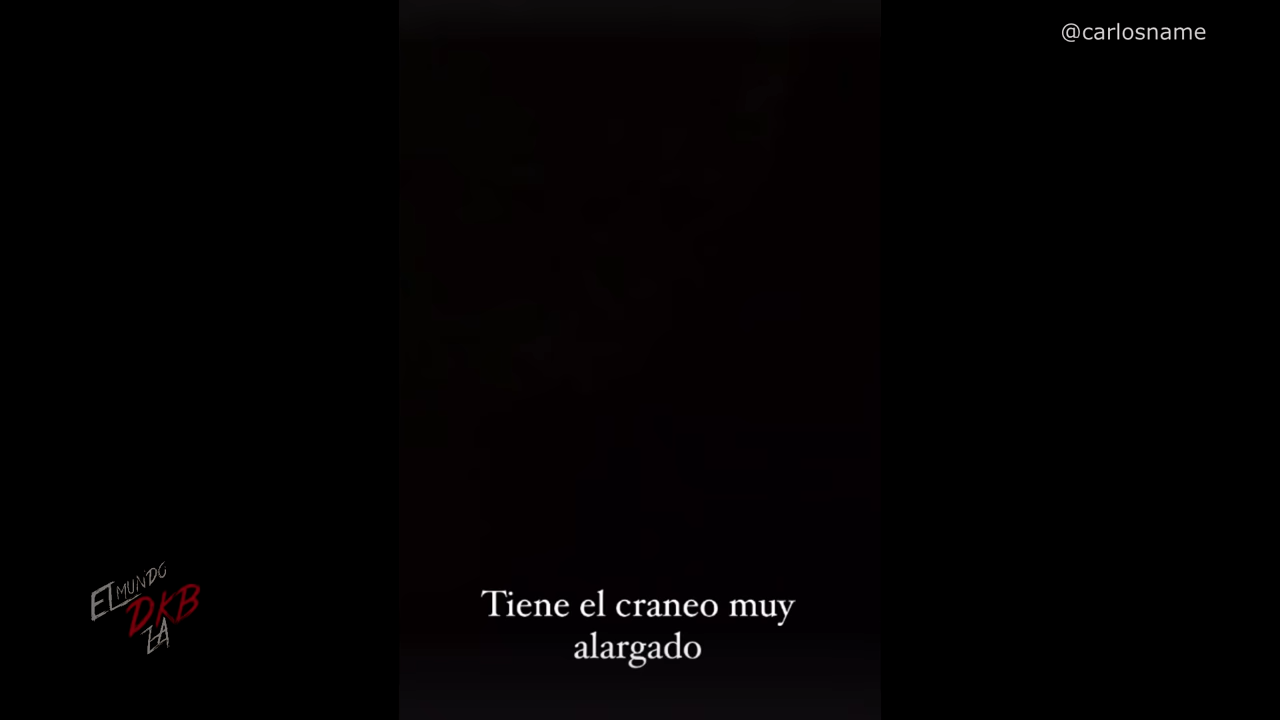 @carlosname
EL MUNDO
DKB
ZA
Tiene el craneo muy
alargado